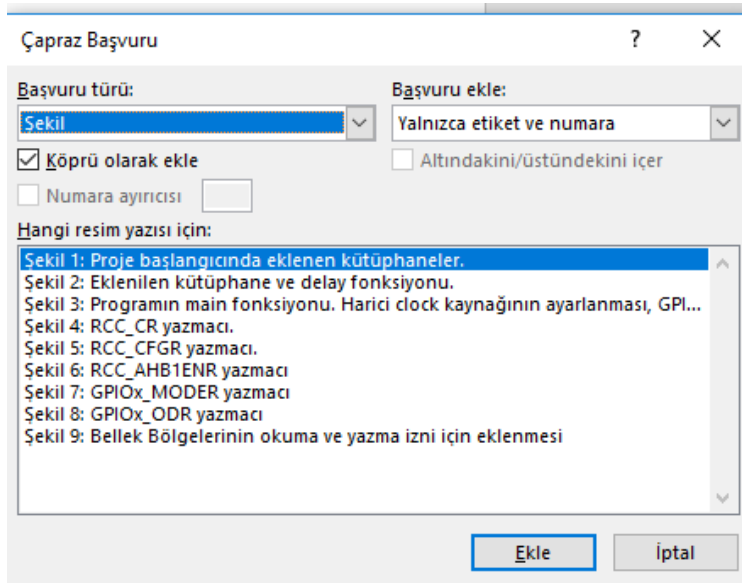 Çapraz Başvuru ?
Başvuru türü: Başvuru ekle:
Şekil Yalnızca etiket ve numara
Köprü olarak ekle Altındakini/üstündekini içer
Numara ayırıcısı
Hangi resim yazısı için:
Şekil 1: Proje başlangıcında eklenen kütüphaneler.
Şekil 2: Eklenilen kütüphane ve delay fonksiyonu.
Şekil 3: Programın main fonksiyonu. Harici clock kaynağının ayarlanması, GPI...
Şekil 4: RCC_CR yazmacı.
Şekil 5: RCC_CFGR yazmacı.
Şekil 6: RCC_AHB1ENR yazmacı
Şekil 7: GPIOx_MODER yazmacı
Şekil 8: GPIOx_ODR yazmacı
Şekil 9: Bellek Bölgelerinin okuma ve yazma izni için eklenmesi
Ekle İptal